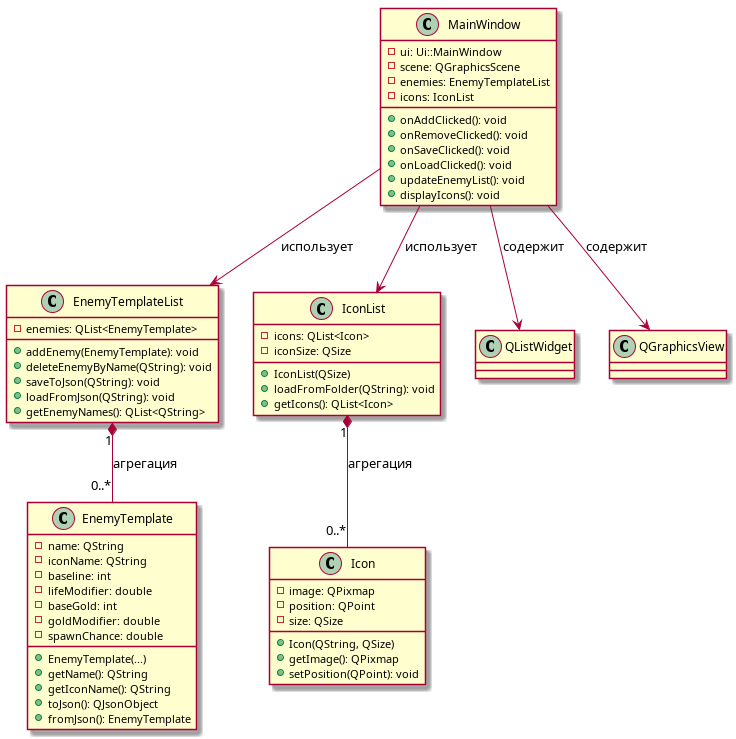 C MainWindow
ui: Ui::MainWindow
scene: QGraphicsScene
enemies: EnemyTemplateList
icons: IconList
onAddClicked(): void
onRemoveClicked(): void
onSaveClicked(): void
onLoadClicked(): void
updateEnemyList(): void
displayIcons(): void
использует
использует
содержит
содержит
C EnemyTemplateList
enemies: QList<EnemyTemplate>
addEnemy(EnemyTemplate): void
deleteEnemyByName(QString): void
saveToJson(QString): void
loadFromJson(QString): void
getEnemyNames(): QList<QString>
C IconList
icons: QList<Icon>
iconSize: QSize
IconList(QSize)
loadFromFolder(QString): void
getIcons(): QList<Icon>
C QListWidget
C QGraphicsView
1
агрегация
0..*
1
агрегация
0..*
C EnemyTemplate
name: QString
iconName: QString
baseline: int
lifeModifier: double
baseGold: int
goldModifier: double
spawnChance: double
EnemyTemplate(...)
getName(): QString
getIconName(): QString
toJson(): QJsonObject
fromJson(): EnemyTemplate
C Icon
image: QPixmap
position: QPoint
size: QSize
Icon(QString, QSize)
getImage(): QPixmap
setPosition(QPoint): void